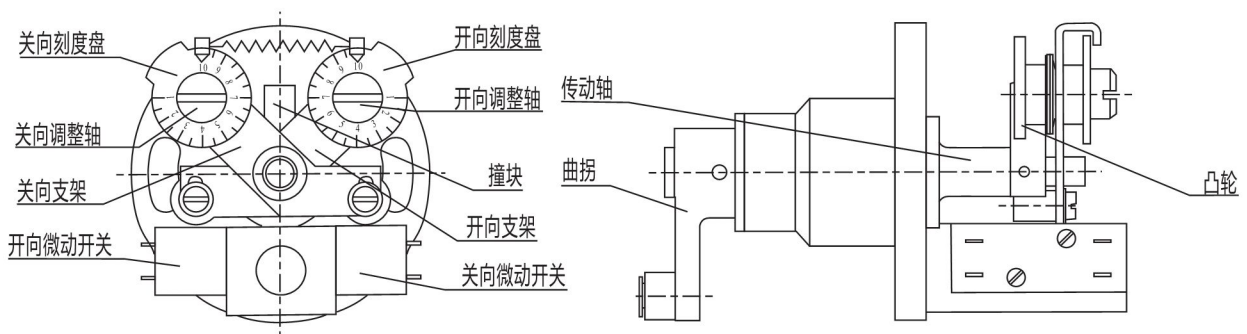 关向刻度盘
开向刻度盘
关向调整轴
开向调整轴
关向支架
撞块
开向支架
开向微动开关
关向微动开关
传动轴
曲拐
凸轮